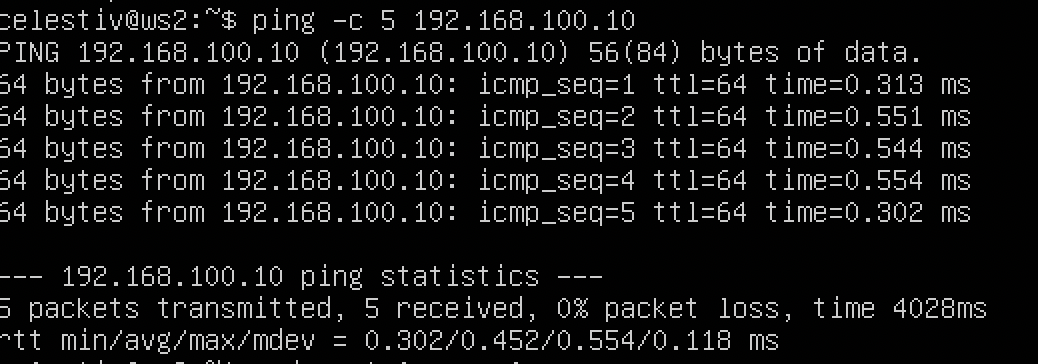 celestiv@ws2:~$ ping -c 5 192.168.100.10
PING 192.168.100.10 (192.168.100.10) 56(84) bytes of data.
64 bytes from 192.168.100.10: icmp_seq=1 ttl=64 time=0.313 ms
64 bytes from 192.168.100.10: icmp_seq=2 ttl=64 time=0.551 ms
64 bytes from 192.168.100.10: icmp_seq=3 ttl=64 time=0.544 ms
64 bytes from 192.168.100.10: icmp_seq=4 ttl=64 time=0.554 ms
64 bytes from 192.168.100.10: icmp_seq=5 ttl=64 time=0.302 ms
--- 192.168.100.10 ping statistics ---
5 packets transmitted, 5 received, 0% packet loss, time 4028ms
rtt min/avg/max/mdev = 0.302/0.452/0.554/0.118 ms